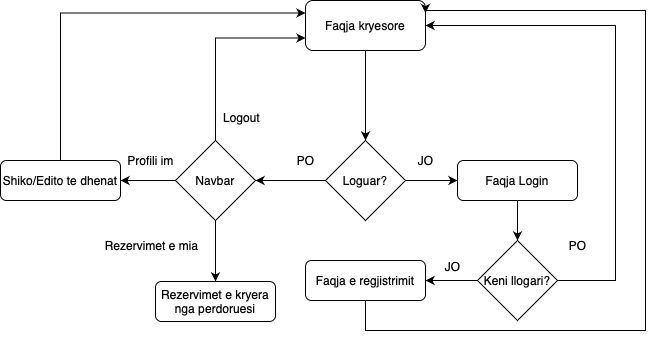 Faqja kryesore
Logout
Profili im
PO
JO
Shiko/Edito te dhenat
Navbar
Loguar?
Faqja Login
Rezervimet e mia
PO
JO
Rezervimet e kryera
nga perdoruesi
Faqja e regjistrimit
Keni llogari?